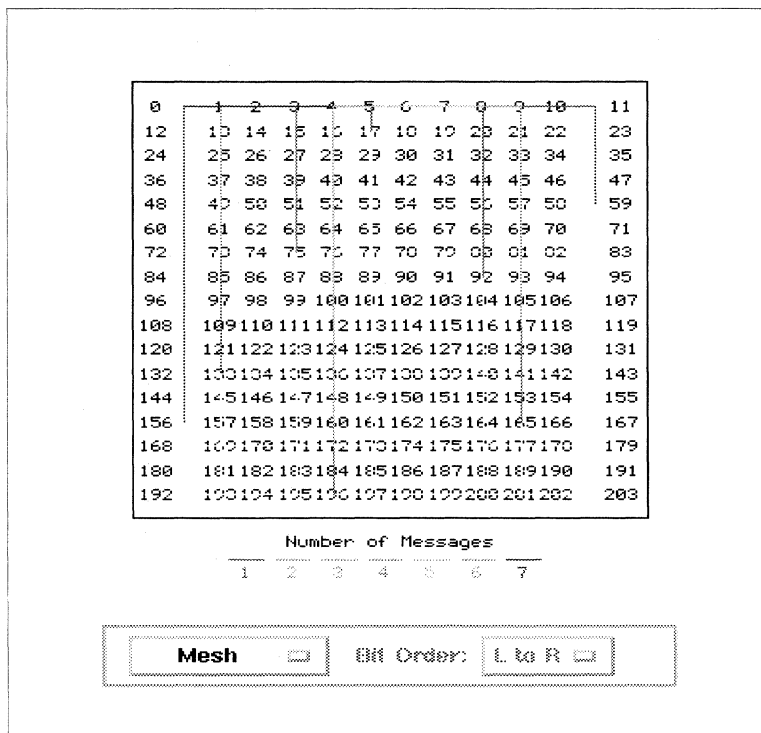 0 1 2 3 4 5 6 7 8 9 10 11
12 13 14 15 16 17 18 19 20 21 22 23
24 25 26 27 28 29 30 31 32 33 34 35
36 37 38 39 40 41 42 43 44 45 46 47
48 49 50 51 52 53 54 55 56 57 58 59
60 61 62 63 64 65 66 67 68 69 70 71
72 73 74 75 76 77 78 79 80 81 82 83
84 85 86 87 88 89 90 91 92 93 94 95
96 97 98 99 100 101 102 103 104 105 106 107
108 109 110 111 112 113 114 115 116 117 118 119
120 121 122 123 124 125 126 127 128 129 130 131
132 133 134 135 136 137 138 139 140 141 142 143
144 145 146 147 148 149 150 151 152 153 154 155
156 157 158 159 160 161 162 163 164 165 166 167
168 169 170 171 172 173 174 175 176 177 178 179
180 181 182 183 184 185 186 187 188 189 190 191
192 193 194 195 196 197 198 199 200 201 202 203
Number of Messages
1 2 3 4 5 6 7
Mesh Bit Order: L to R